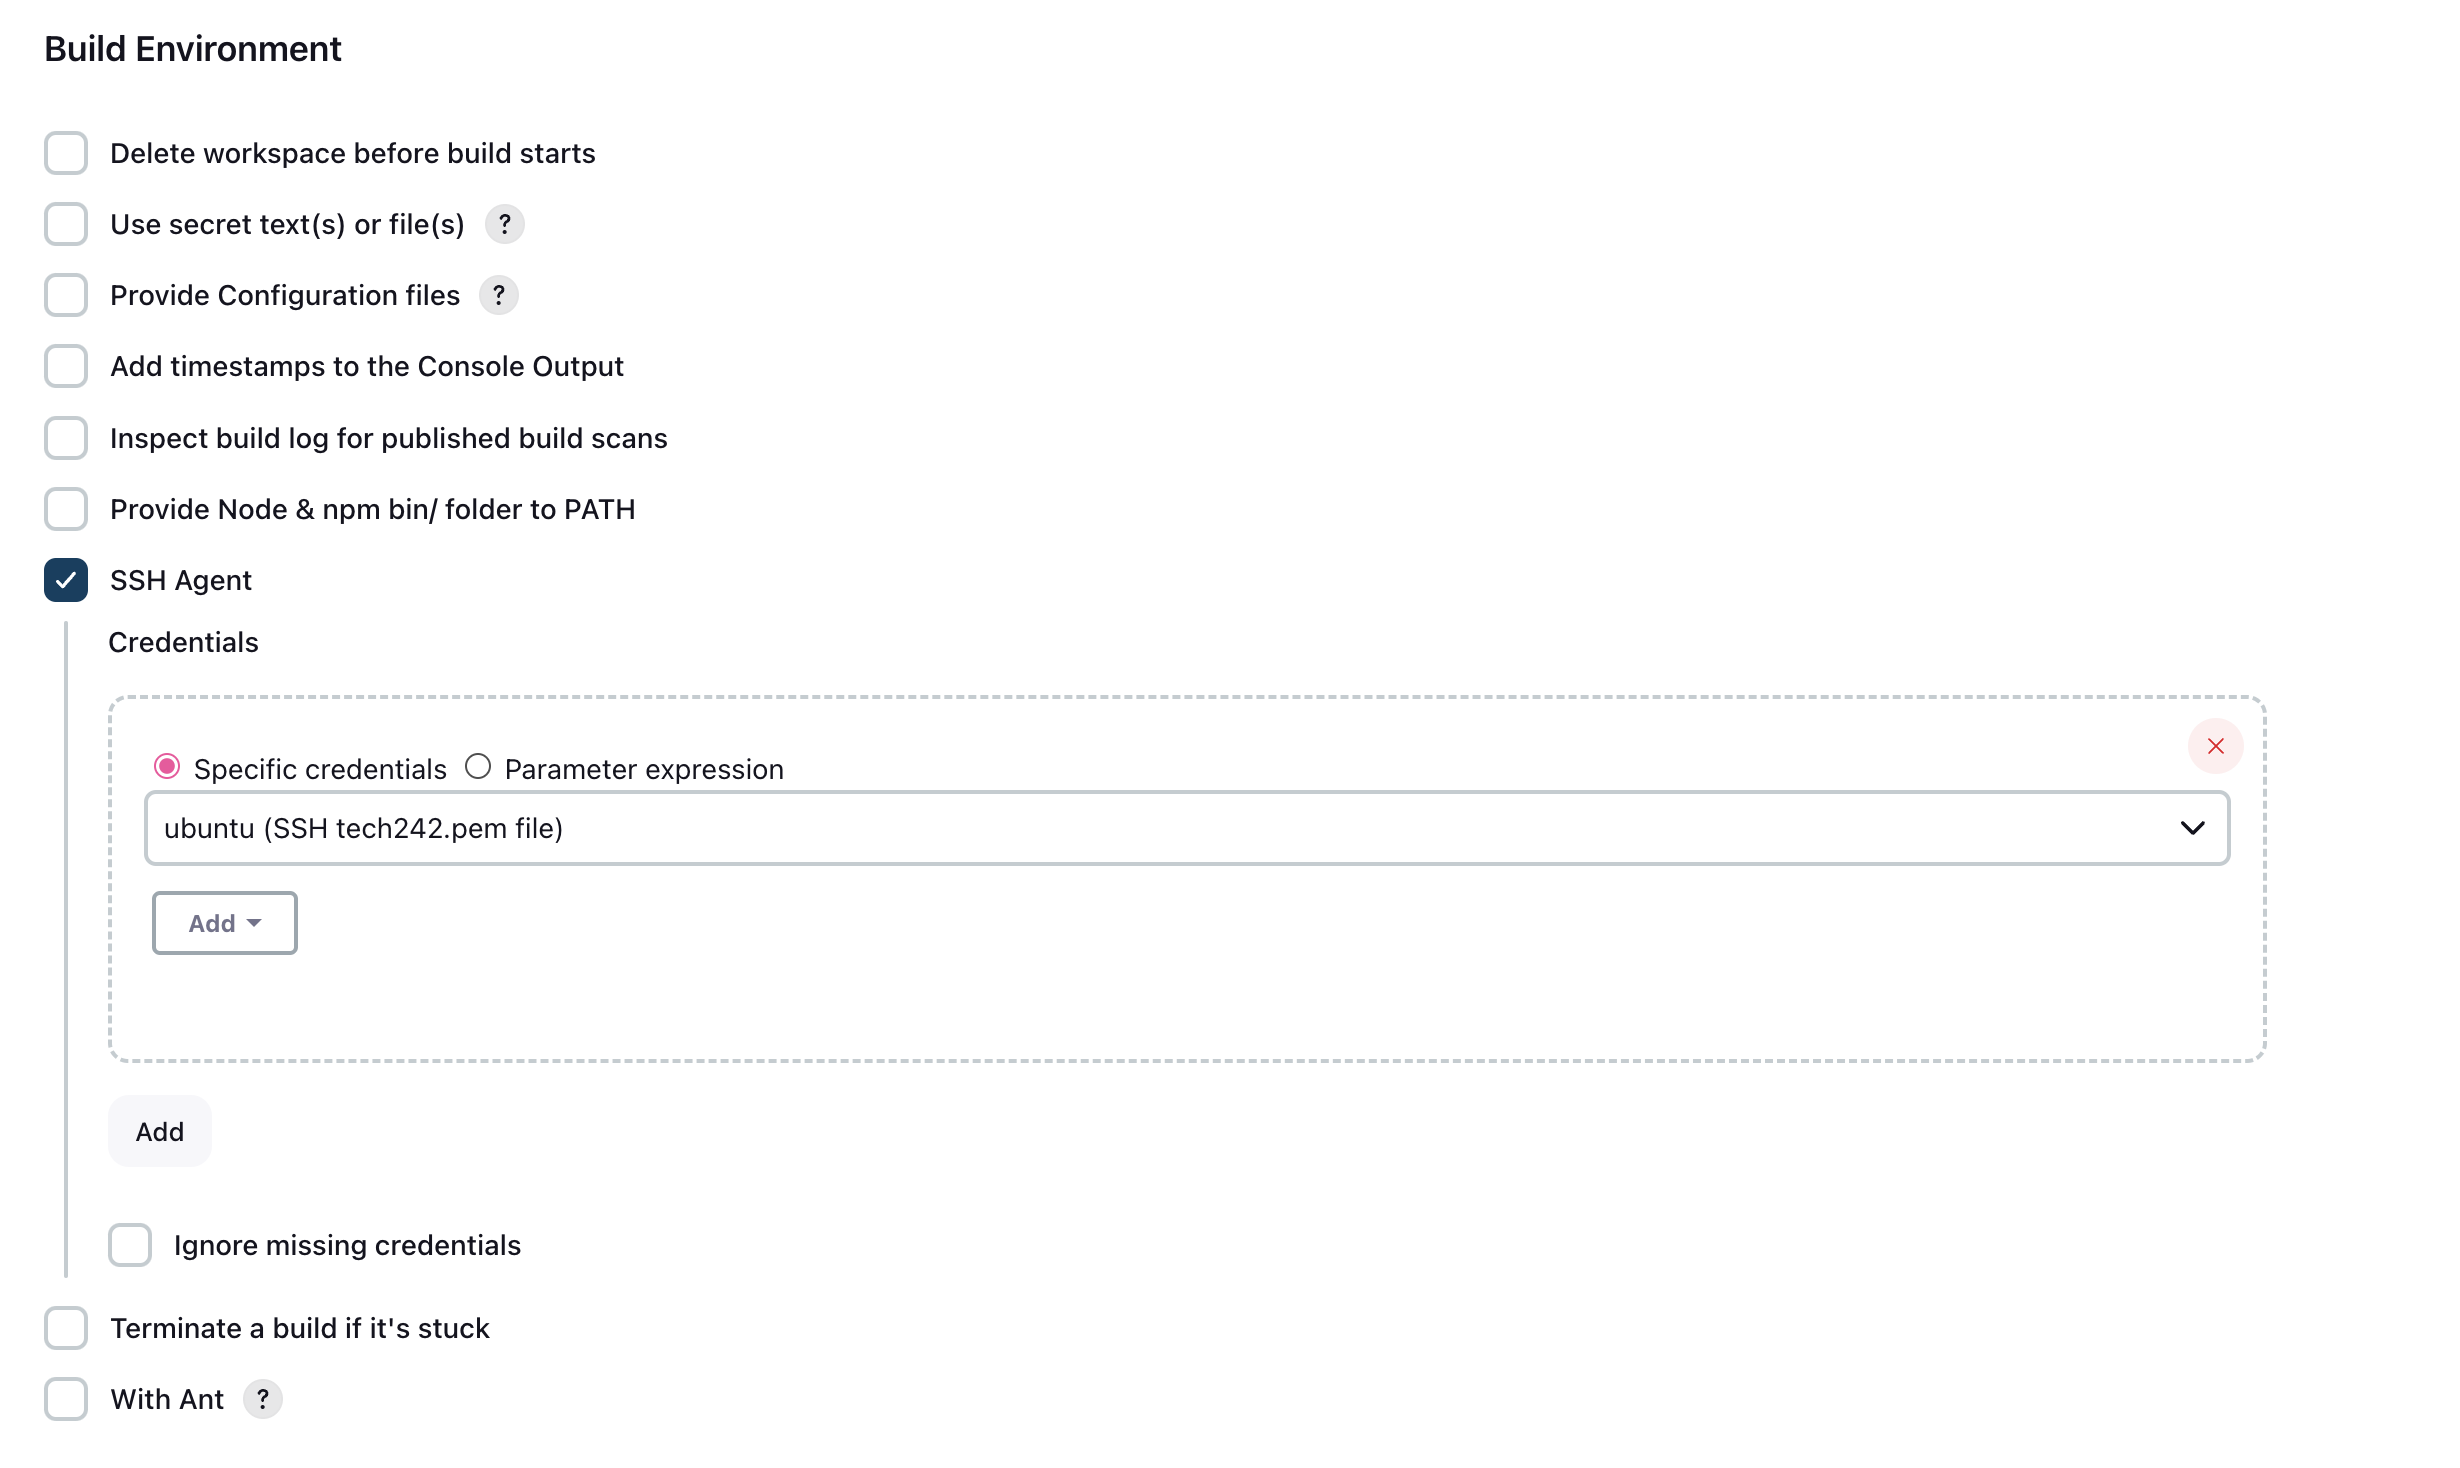 Build Environment
Delete workspace before build starts
Use secret text(s) or file(s) ?
Provide Configuration files ?
Add timestamps to the Console Output
Inspect build log for published build scans
Provide Node & npm bin/ folder to PATH
SSH Agent
Credentials
Specific credentials Parameter expression
ubuntu (SSH tech242.pem file)
Add
Add
Ignore missing credentials
Terminate a build if it's stuck
With Ant ?